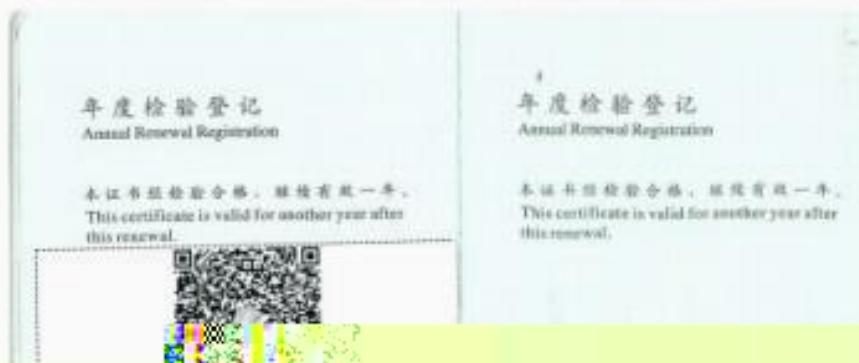 年度检验登记
Annual Renewal Registration
本证书经检验合格，继续有效一年。
This certificate is valid for another year after
this renewal.
年度检验登记
Annual Renewal Registration
本证书经检验合格，继续有效一年。
This certificate is valid for another year after
this renewal.